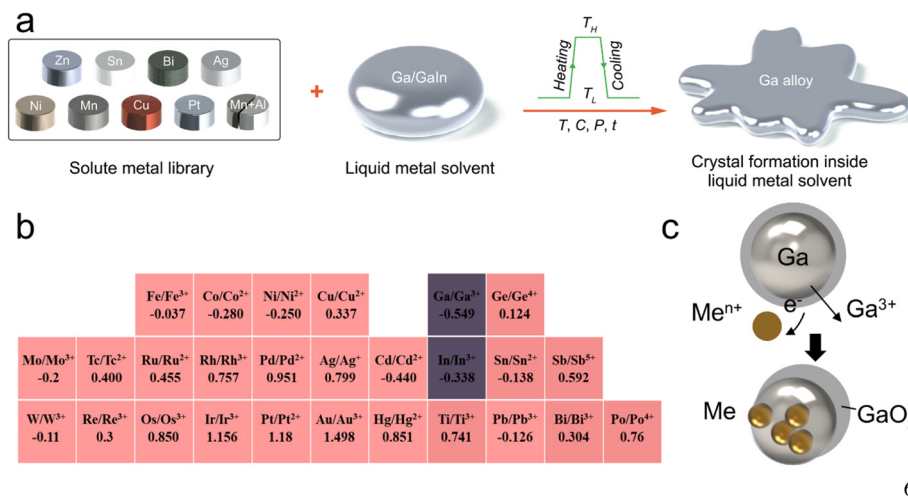 a
Zn Sn Bi Ag
Ni Mn Cu Pt Mn+Al
Solute metal library
+
Ga/GaIn
Liquid metal solvent
T_H
Heating
Cooling
T_L
T, C, P, t
Ga alloy
Crystal formation inside
liquid metal solvent
b
Fe/Fe³⁺ Co/Co²⁺ Ni/Ni²⁺ Cu/Cu²⁺ Ga/Ga³⁺ Ge/Ge⁴⁺
-0.037 -0.280 -0.250 0.337 -0.549 0.124
Mo/Mo³⁺ Tc/Tc²⁺ Ru/Ru²⁺ Rh/Rh³⁺ Pd/Pd²⁺ Ag/Ag⁺ Cd/Cd²⁺ In/In³⁺ Sn/Sn²⁺ Sb/Sb⁵⁺
-0.2 0.400 0.455 0.757 0.951 0.799 -0.440 -0.338 -0.138 0.592
W/W³⁺ Re/Re³⁺ Os/Os³⁺ Ir/Ir³⁺ Pt/Pt²⁺ Au/Au³⁺ Hg/Hg²⁺ Ti/Ti³⁺ Pb/Pb³⁺ Bi/Bi³⁺ Po/Po⁴⁺
-0.11 0.3 0.850 1.156 1.18 1.498 0.851 0.741 -0.126 0.304 0.76
c
Ga
Meⁿ⁺
e⁻
Ga³⁺
Me
GaO